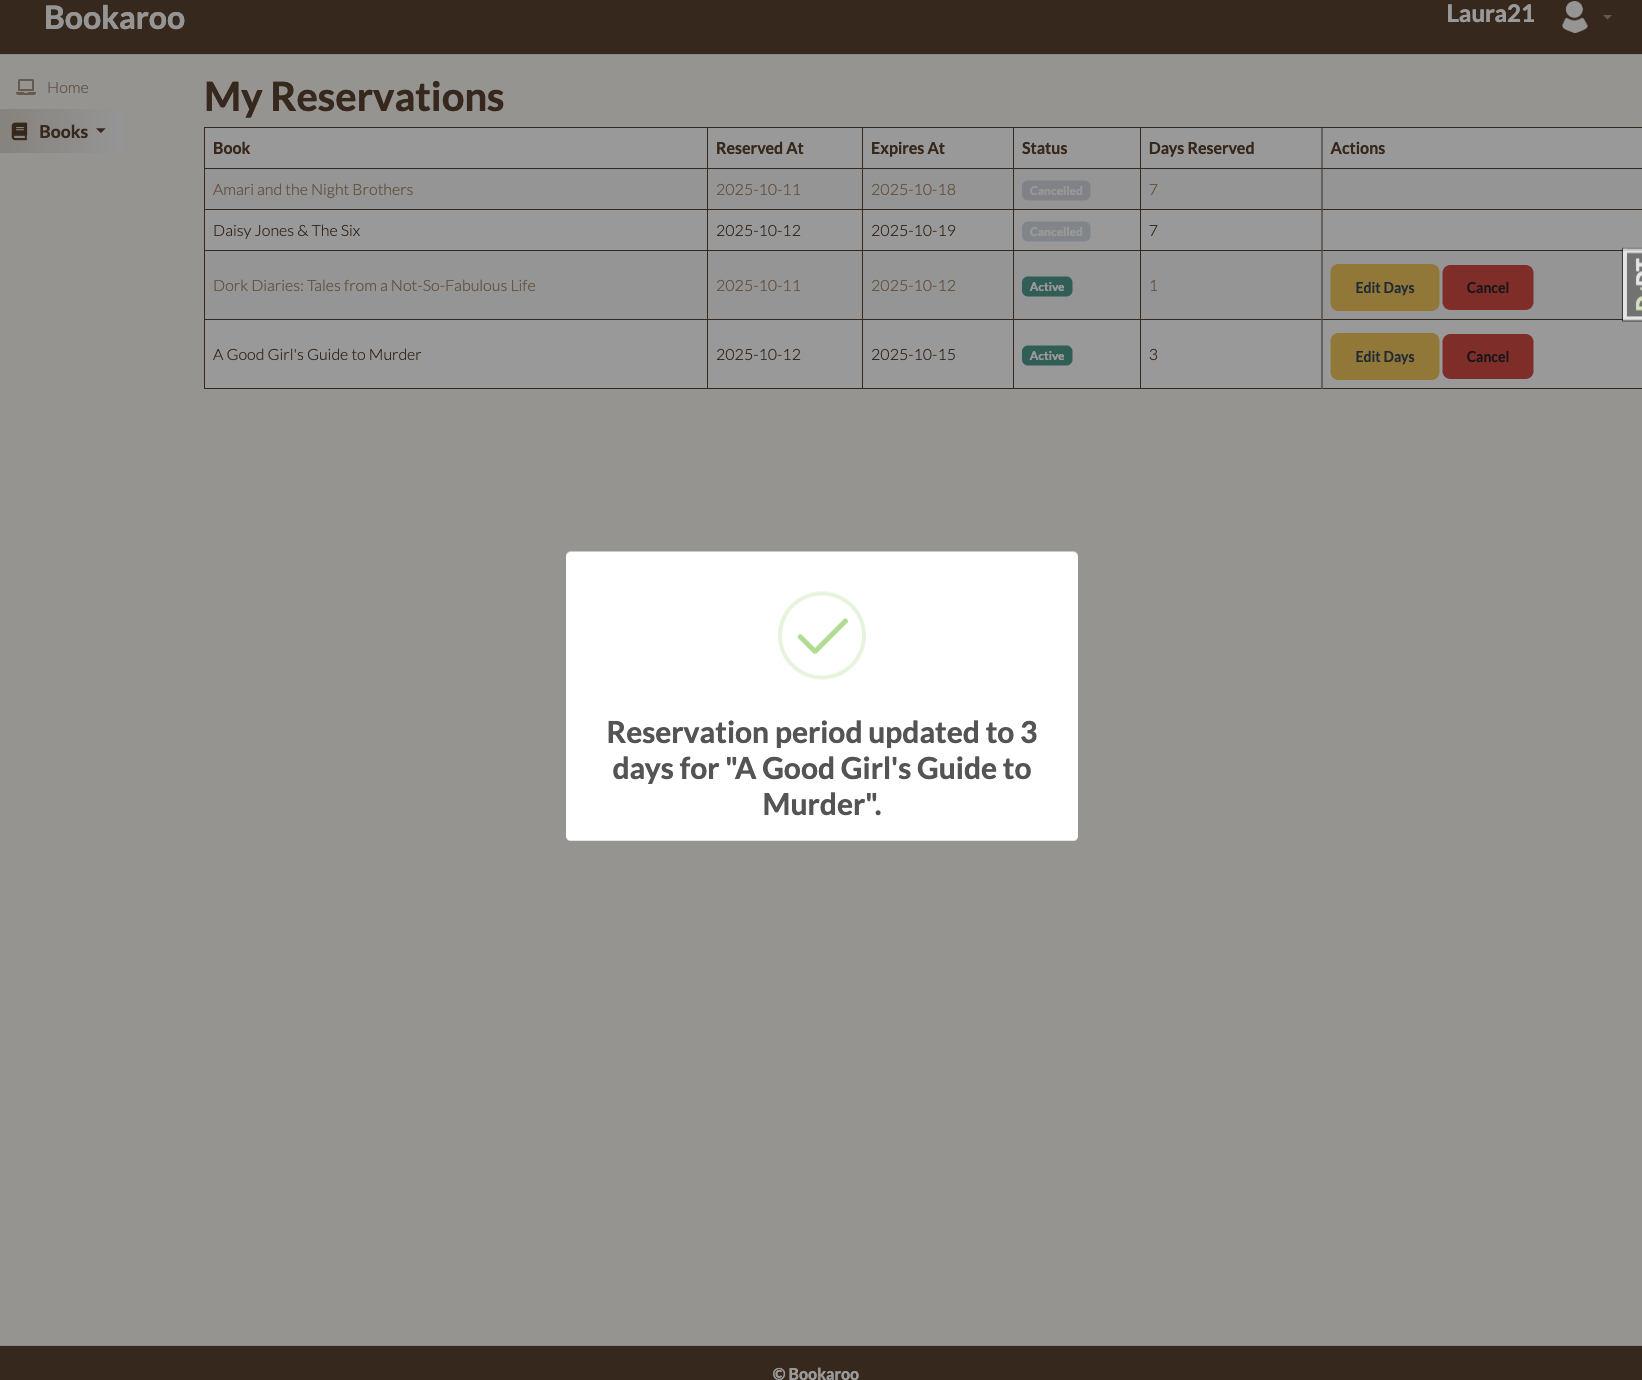 Bookaroo
Laura21
Home
Books
My Reservations
Book Reserved At Expires At Status Days Reserved Actions
Amari and the Night Brothers 2025-10-11 2025-10-18 Cancelled 7
Daisy Jones & The Six 2025-10-12 2025-10-19 Cancelled 7
Dork Diaries: Tales from a Not-So-Fabulous Life 2025-10-11 2025-10-12 Active 1 Edit Days Cancel
A Good Girl's Guide to Murder 2025-10-12 2025-10-15 Active 3 Edit Days Cancel
Reservation period updated to 3
days for "A Good Girl's Guide to
Murder".
© Bookaroo